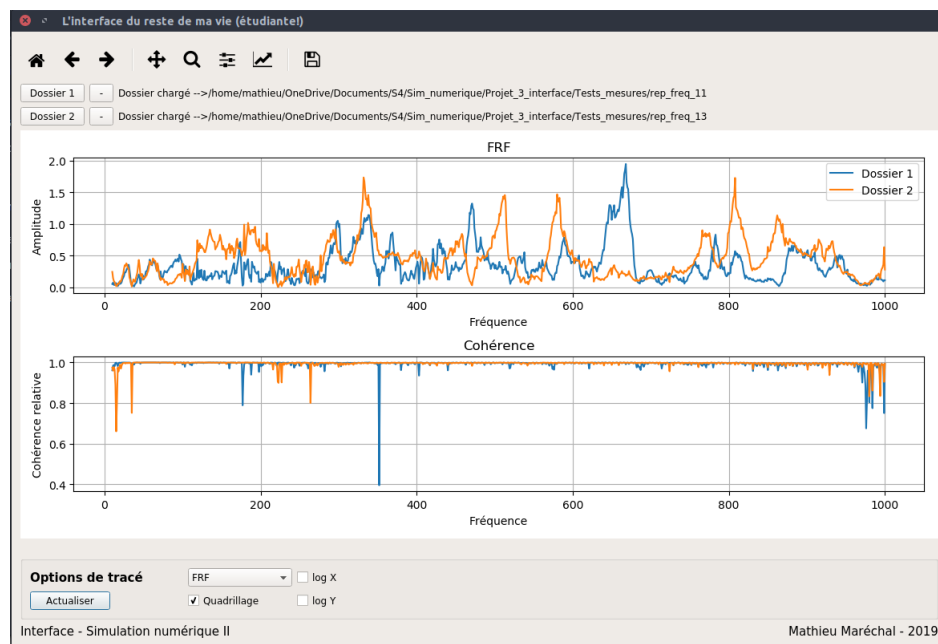 L'interface du reste de ma vie (étudiante!)
Dossier 1 - Dossier chargé -->/home/mathieu/OneDrive/Documents/S4/Sim_numerique/Projet_3_interface/Tests_mesures/rep_freq_11
Dossier 2 - Dossier chargé -->/home/mathieu/OneDrive/Documents/S4/Sim_numerique/Projet_3_interface/Tests_mesures/rep_freq_13
FRF
2.0
1.5
1.0
0.5
0.0
Amplitude
Dossier 1
Dossier 2
0 200 400 600 800 1000
Fréquence
Cohérence
1.0
0.8
0.6
0.4
Cohérence relative
0 200 400 600 800 1000
Fréquence
Options de tracé FRF log X
Actualiser Quadrillage log Y
Interface - Simulation numérique II Mathieu Maréchal - 2019